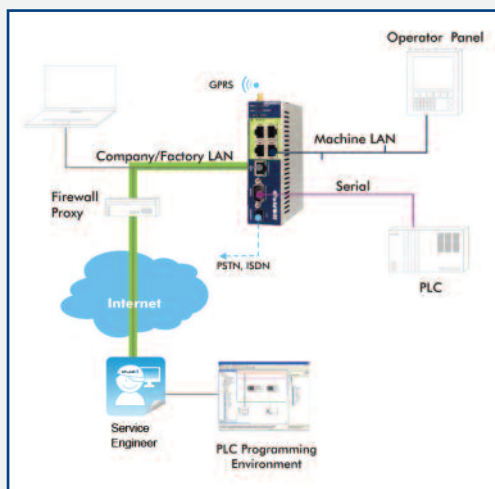 Operator Panel
GPRS
Machine LAN
Company/Factory LAN
Firewall
Proxy
Serial
PSTN, ISDN
PLC
Internet
Service
Engineer
PLC Programming
Environment